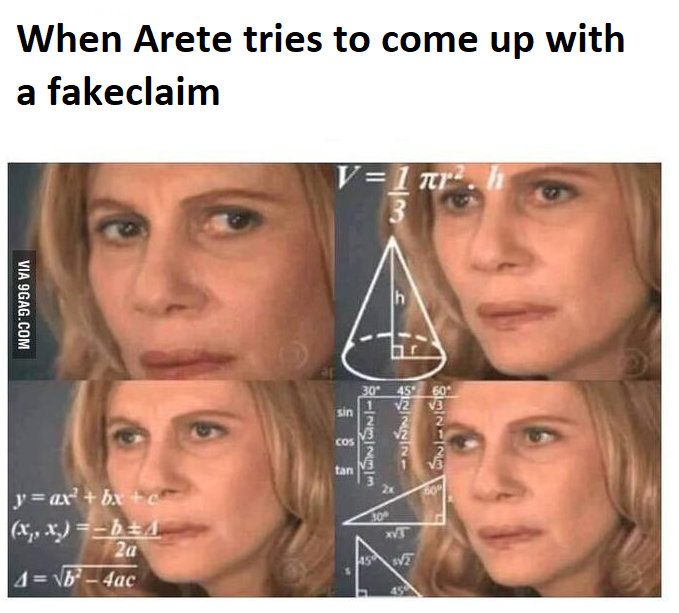 When Arete tries to come up with
a fakeclaim
VIA 9GAG.COM
V = 1/3 πr². h
h
r
y = ax² + bx + c
(x₁, x₂) = -b ± Δ / 2a
Δ = √b² – 4ac
30° 45° 60°
sin 1/2 √2/2 √3/2
cos √3/2 √2/2 1/2
tan √3/3 1 √3
2x 60° x
30°
x√3
45° s√2
s
45°